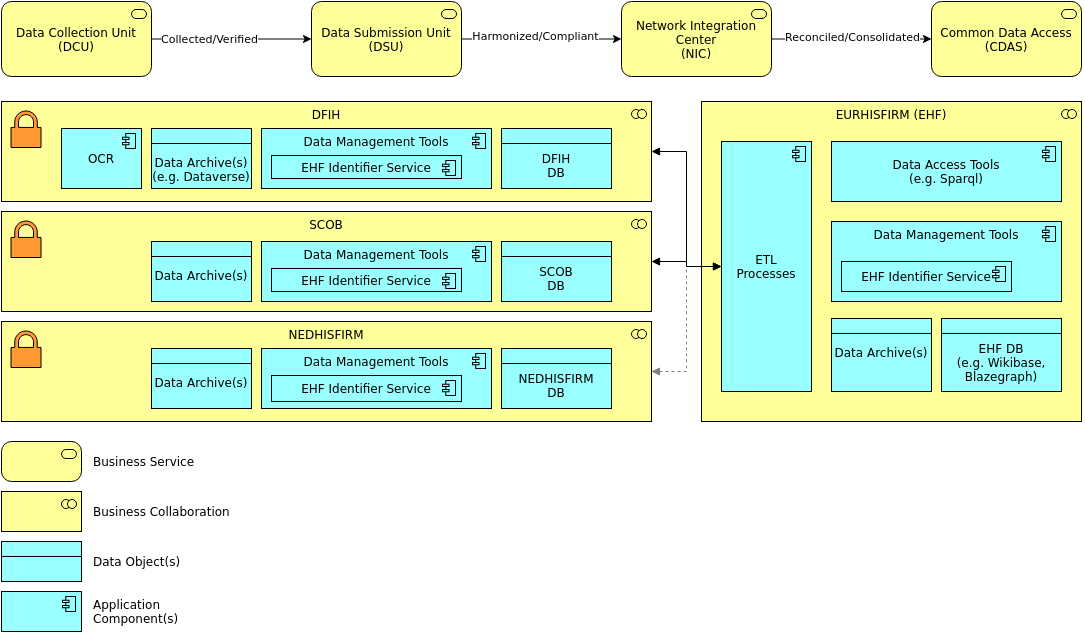 Data Collection Unit
(DCU)
Collected/Verified
Data Submission Unit
(DSU)
Harmonized/Compliant
Network Integration
Center
(NIC)
Reconciled/Consolidated
Common Data Access
(CDAS)
DFIH
OCR
Data Archive(s)
(e.g. Dataverse)
Data Management Tools
EHF Identifier Service
DFIH
DB
SCOB
Data Archive(s)
Data Management Tools
EHF Identifier Service
SCOB
DB
NEDHISFIRM
Data Archive(s)
Data Management Tools
EHF Identifier Service
NEDHISFIRM
DB
EURHISFIRM (EHF)
ETL
Processes
Data Access Tools
(e.g. Sparql)
Data Management Tools
EHF Identifier Service
Data Archive(s)
EHF DB
(e.g. Wikibase,
Blazegraph)
Business Service
Business Collaboration
Data Object(s)
Application
Component(s)